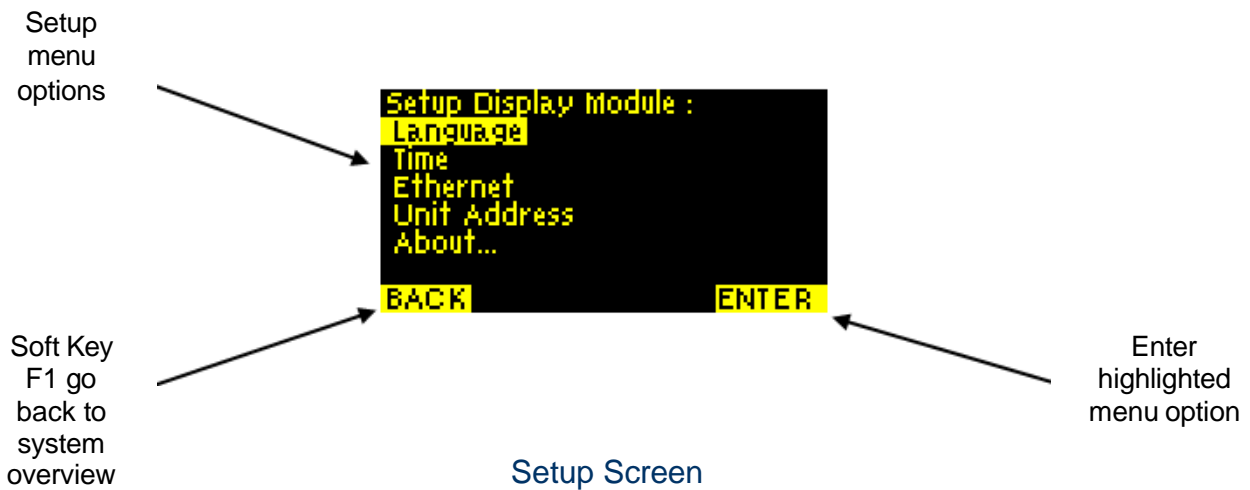 Setup
menu
options
Setup Display Module :
Language
Time
Ethernet
Unit Address
About...
BACK ENTER
Soft Key
F1 go
back to
system
overview
Enter
highlighted
menu option
Setup Screen